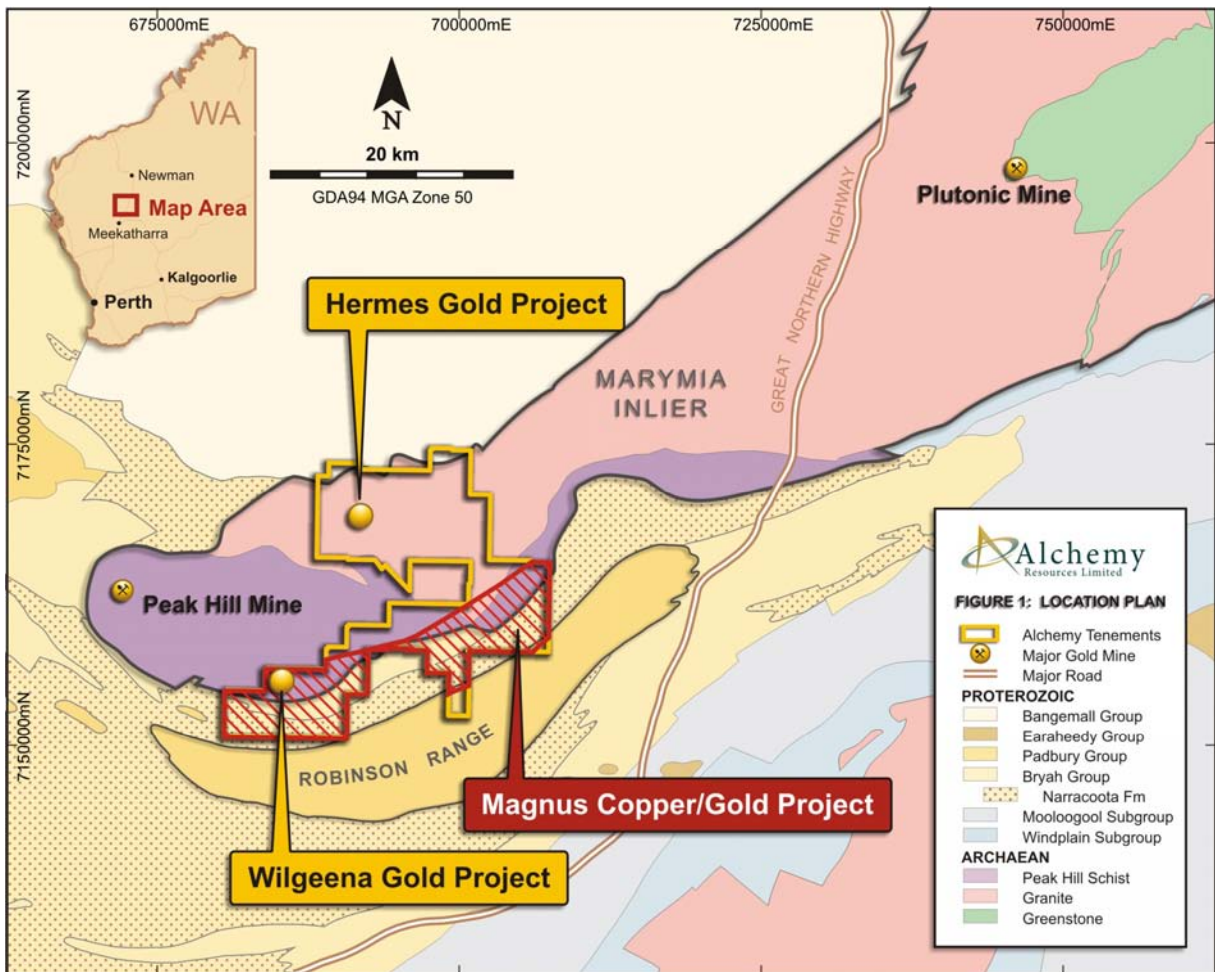 675000mE
700000mE
725000mE
750000mE
7200000mN
7175000mN
7150000mN
WA
Newman
Map Area
Meekatharra
Kalgoorlie
Perth
N
20 km
GDA94 MGA Zone 50
Hermes Gold Project
Plutonic Mine
GREAT NORTHERN HIGHWAY
MARYMIA
INLIER
Peak Hill Mine
ROBINSON RANGE
Magnus Copper/Gold Project
Wilgeena Gold Project
Alchemy
Resources Limited
FIGURE 1: LOCATION PLAN
Alchemy Tenements
Major Gold Mine
Major Road
PROTEROZOIC
Bangemall Group
Earaheedy Group
Padbury Group
Bryah Group
Narracoota Fm
Mooloogool Subgroup
Windplain Subgroup
ARCHAEAN
Peak Hill Schist
Granite
Greenstone